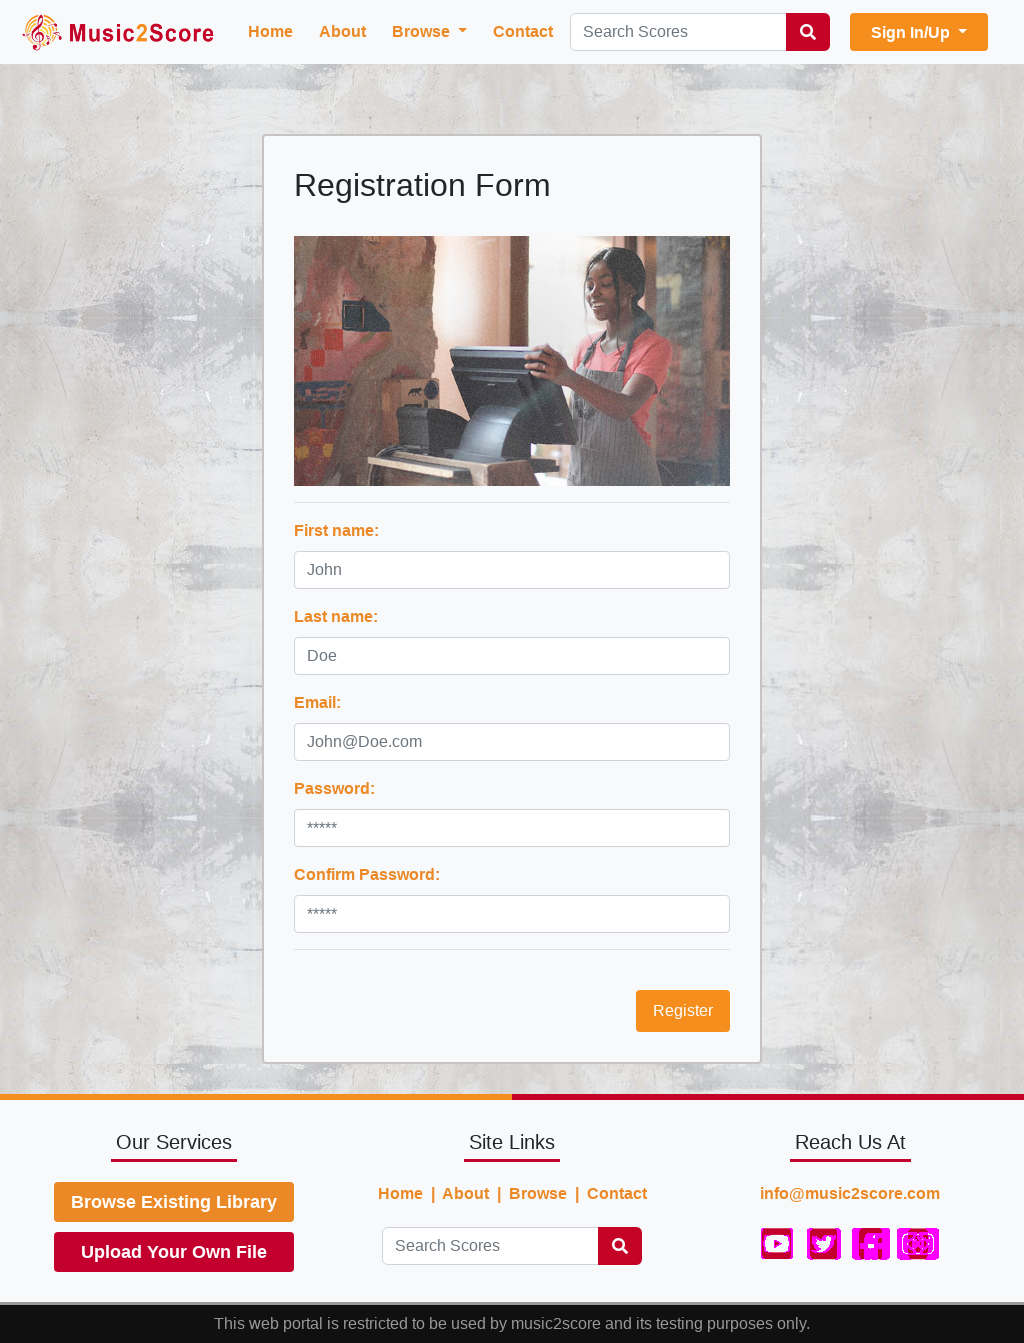 Music2Score Home About Browse Contact Search Scores Sign In/Up
Registration Form
First name:
John
Last name:
Doe
Email:
John@Doe.com
Password:
*****
Confirm Password:
*****
Register
Our Services
Browse Existing Library
Upload Your Own File
Site Links
Home | About | Browse | Contact
Search Scores
Reach Us At
info@music2score.com
This web portal is restricted to be used by music2score and its testing purposes only.